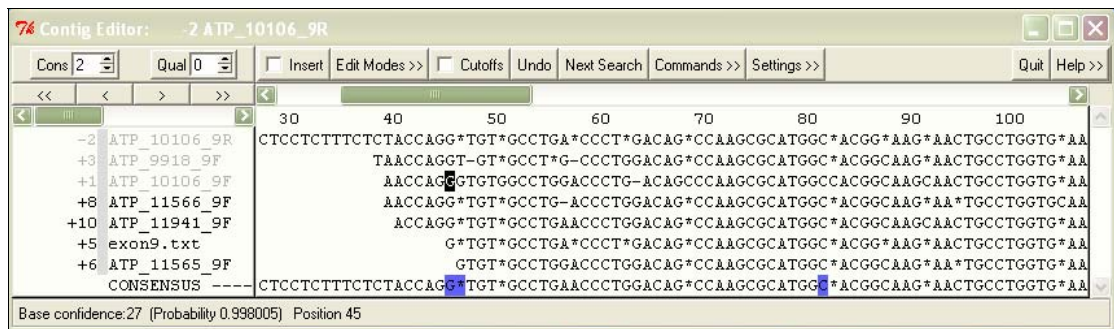 Contig Editor: -2 ATP_10106_9R
Cons 2 Qual 0 Insert Edit Modes >> Cutoffs Undo Next Search Commands >> Settings >> Quit Help >>
<< < > >>
30 40 50 60 70 80 90 100
-2 ATP_10106_9R CTCCTCTTTCTCTACCAGG*TGT*GCCTGA*CCCT*GACAG*CCAAGCGCATGGC*ACGG*AAG*AACTGCCTGGTG*AA
+3 ATP_9918_9F TAACCAGGT-GT*GCCT*G-CCCTGGACAG*CCAAGCGCATGGC*ACGGCAAG*AACTGCCTGGTG*AA
+1 ATP_10106_9F AACCAGGGTGTGGCCTGGACCCTG-ACAGCCCAAGCGCATGGCCACGGCAAGCAACTGCCTGGTG*AA
+8 ATP_11566_9F AACCAGG*TGT*GCCTG-ACCCTGGACAG*CCAAGCGCATGGC*ACGGCAAG*AA*TGCCTGGTGCAA
+10 ATP_11941_9F ACCAGG*TGT*GCCTGAACCCTGGACAG*CCAAGCGCATGGC*ACGGCAAG*AACTGCCTGGTG*AA
+5 exon9.txt G*TGT*GCCTGA*CCCT*GACAG*CCAAGCGCATGGC*ACGGCAAG*AACTGCCTGGTG*AA
+6 ATP_11565_9F GTGT*GCCTGGACCCTGGACAG*CCAAGCGCATGGC*ACGGCAAG*AA*TGCCTGGTG*AA
CONSENSUS ---- CTCCTCTTTCTCTACCAGG*TGT*GCCTGAACCCTGGACAG*CCAAGCGCATGGC*ACGGCAAG*AACTGCCTGGTG*AA
Base confidence:27 (Probability 0.998005) Position 45